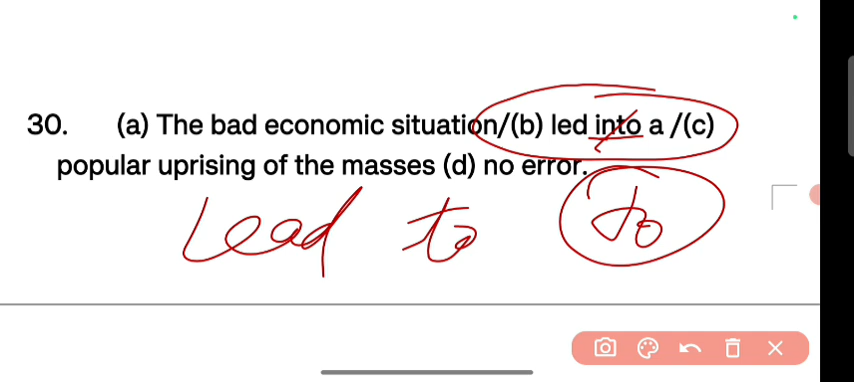 30. (a) The bad economic situation/(b) led into a /(c)
popular uprising of the masses (d) no error.
Lead to to